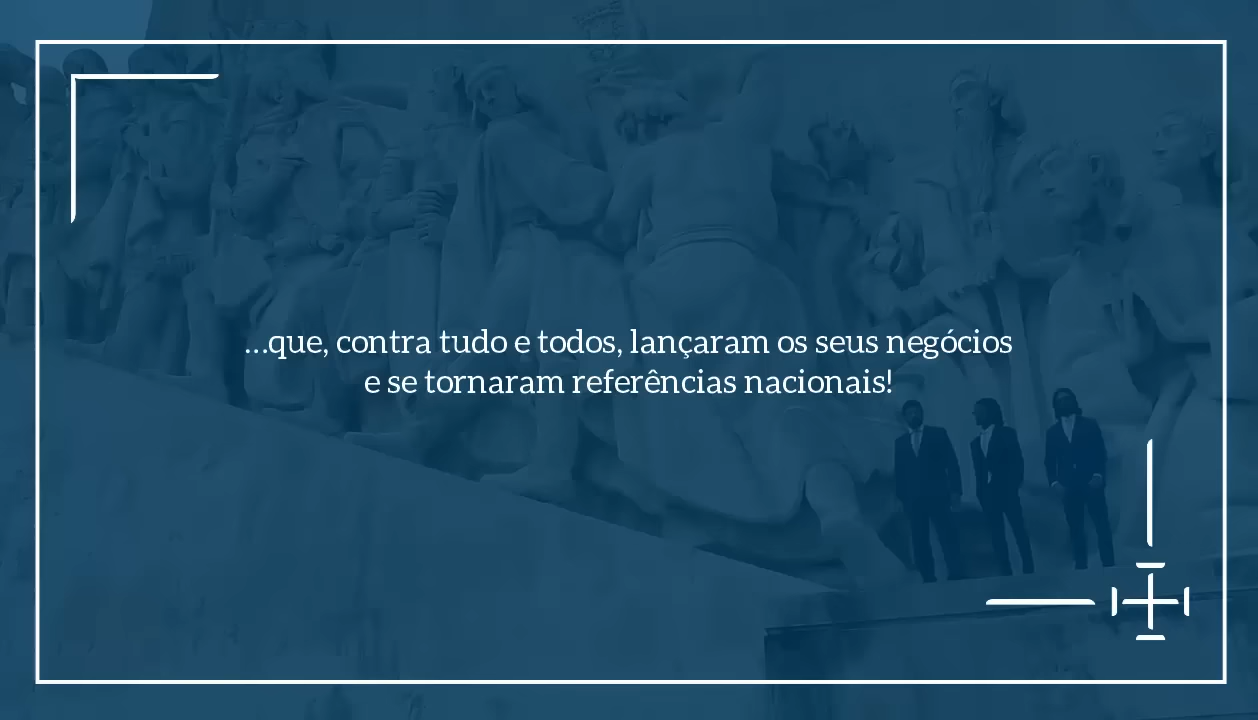 …que, contra tudo e todos, lançaram os seus negócios
e se tornaram referências nacionais!